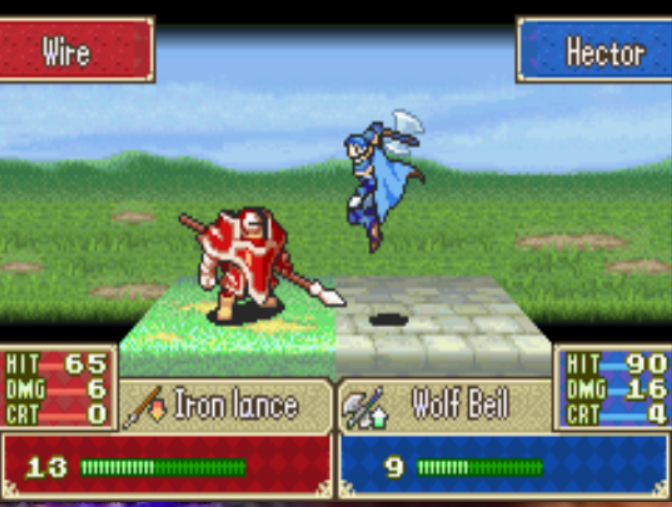 Wire
Hector
HIT 65
DMG 6
CRT 0
Iron lance
Wolf Beil
HIT 90
DMG 16
CRT 4
13
9